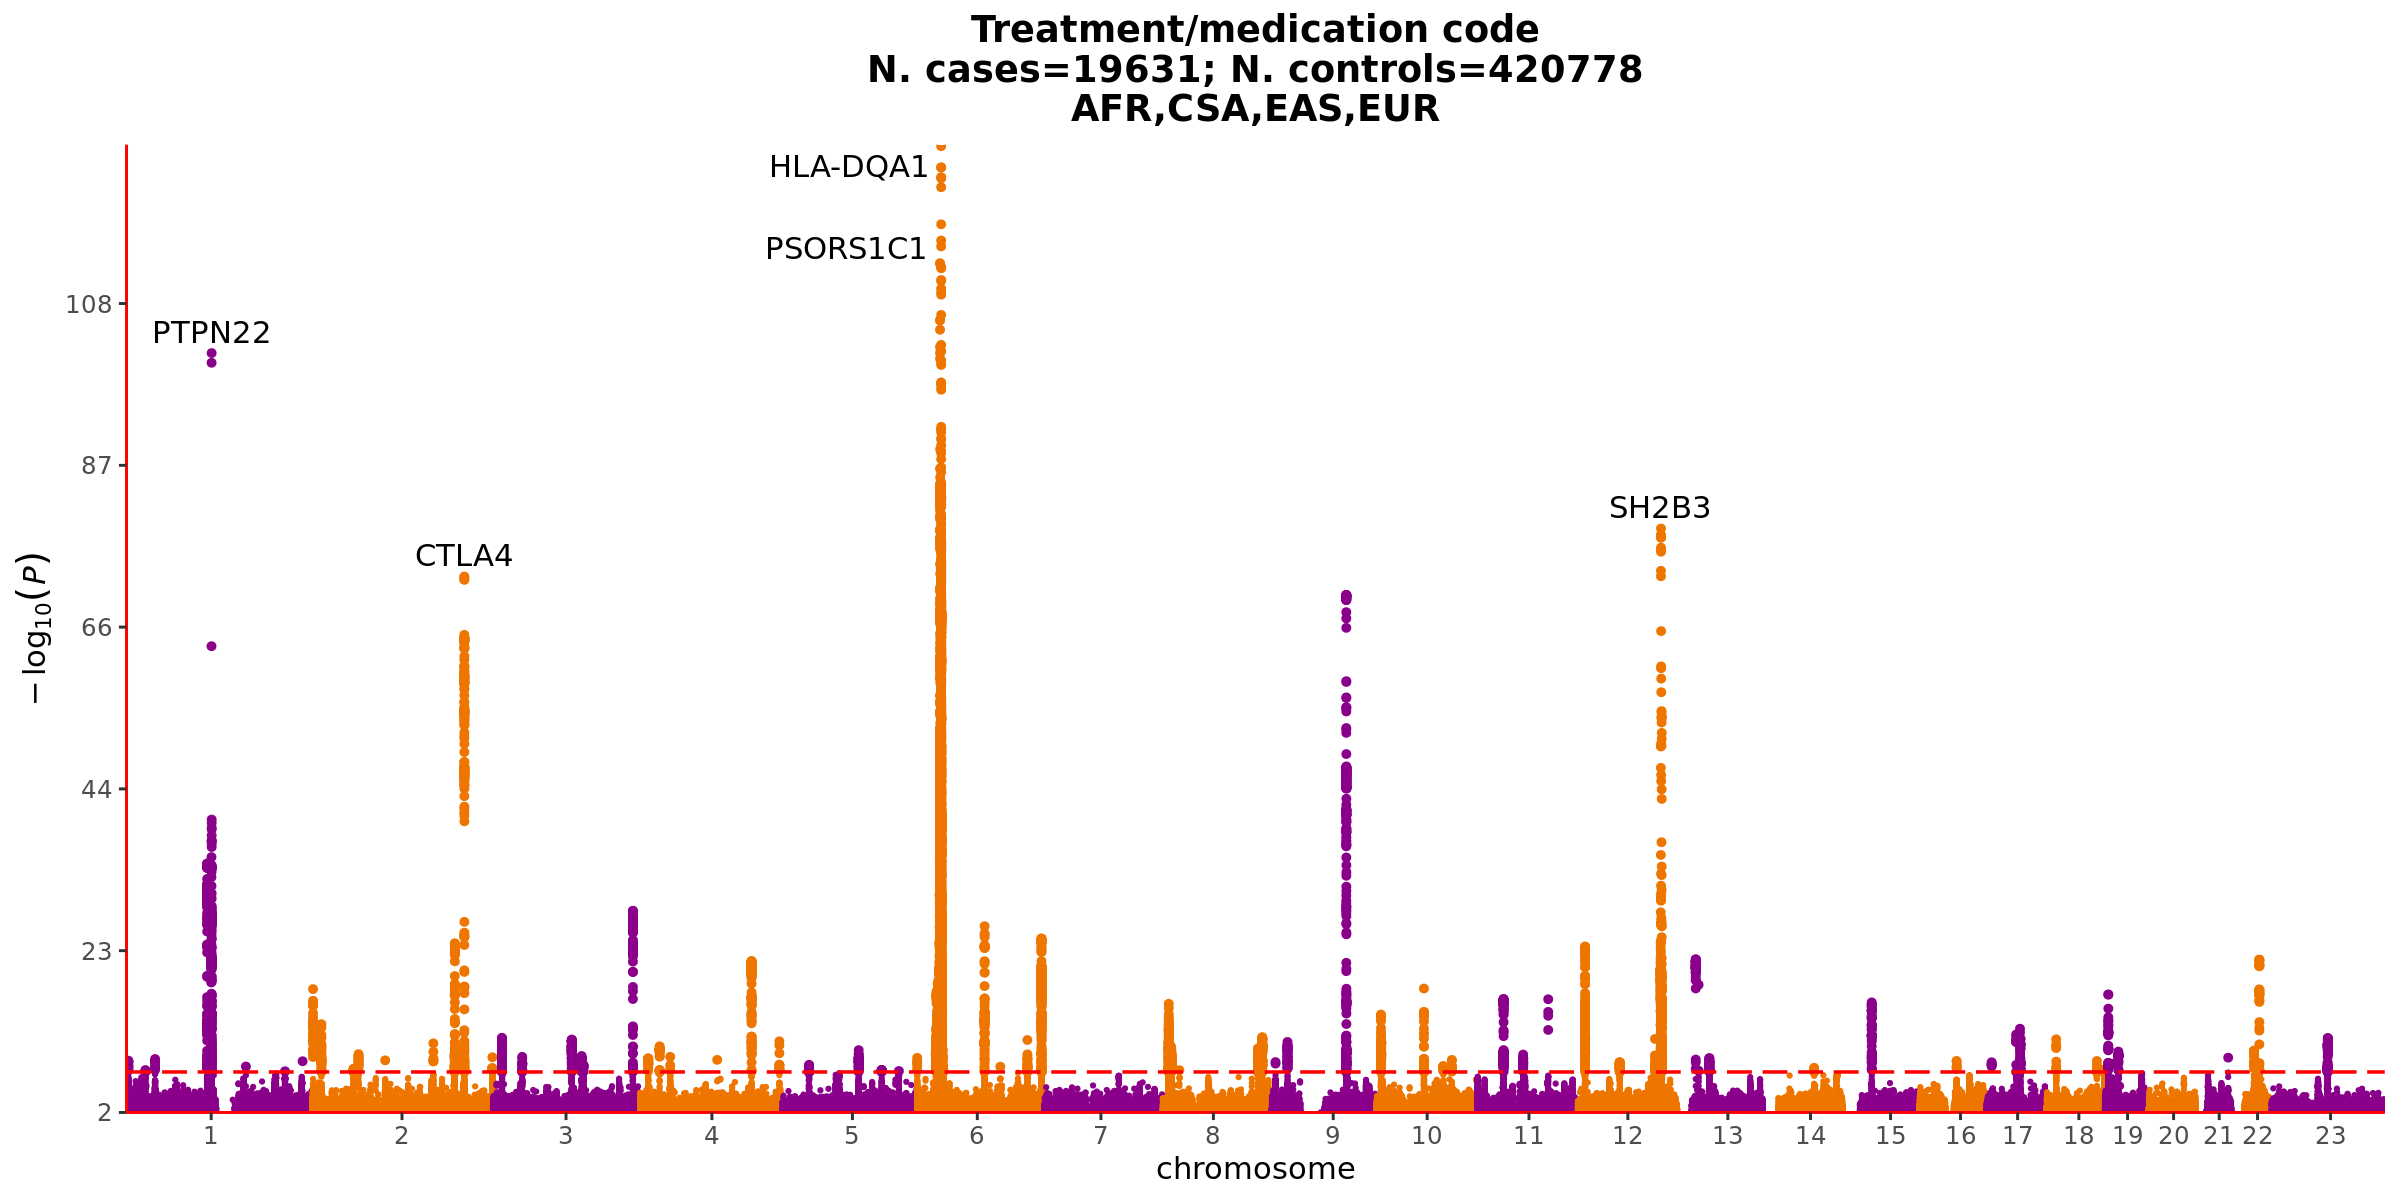 Treatment/medication code
N. cases=19631; N. controls=420778
AFR,CSA,EAS,EUR
HLA-DQA1
PSORS1C1
PTPN22
SH2B3
CTLA4
108
87
66
44
23
2
−log10(P)
1 2 3 4 5 6 7 8 9 10 11 12 13 14 15 16 17 18 19 20 21 22 23
chromosome